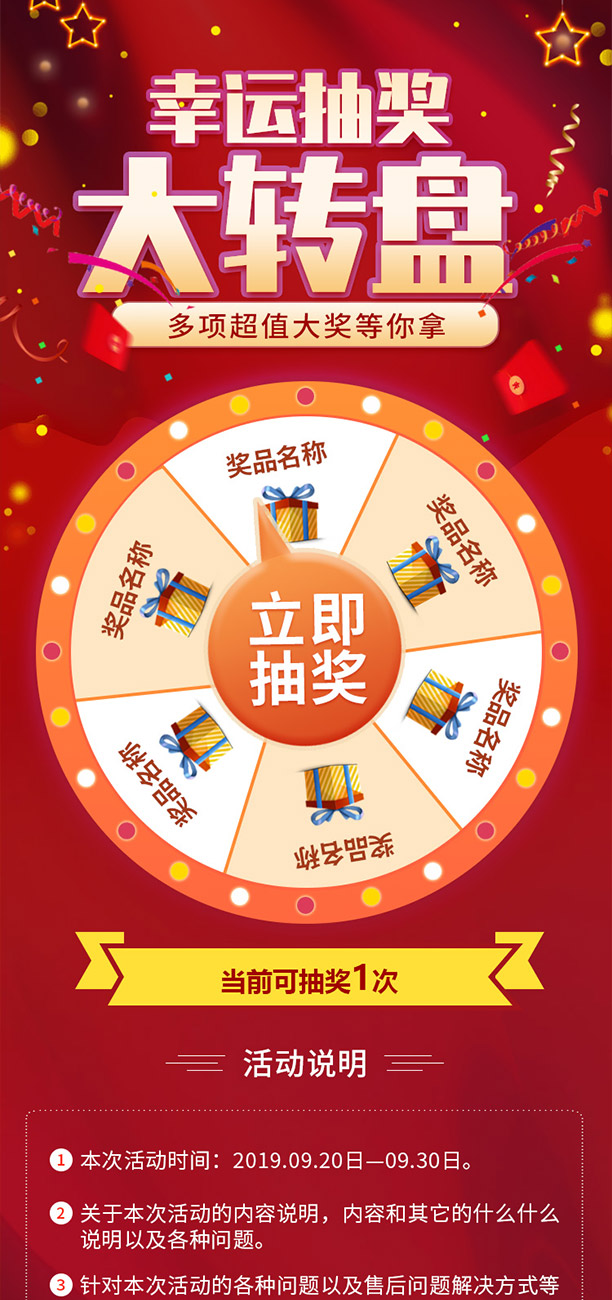 幸运抽奖
大转盘
多项超值大奖等你拿
奖品名称
奖品名称
奖品名称
奖品名称
奖品名称
奖品名称
立即
抽奖
当前可抽奖1次
活动说明
1 本次活动时间：2019.09.20日—09.30日。
2 关于本次活动的内容说明，内容和其它的什么什么
说明以及各种问题。
3 针对本次活动的各种问题以及售后问题解决方式等